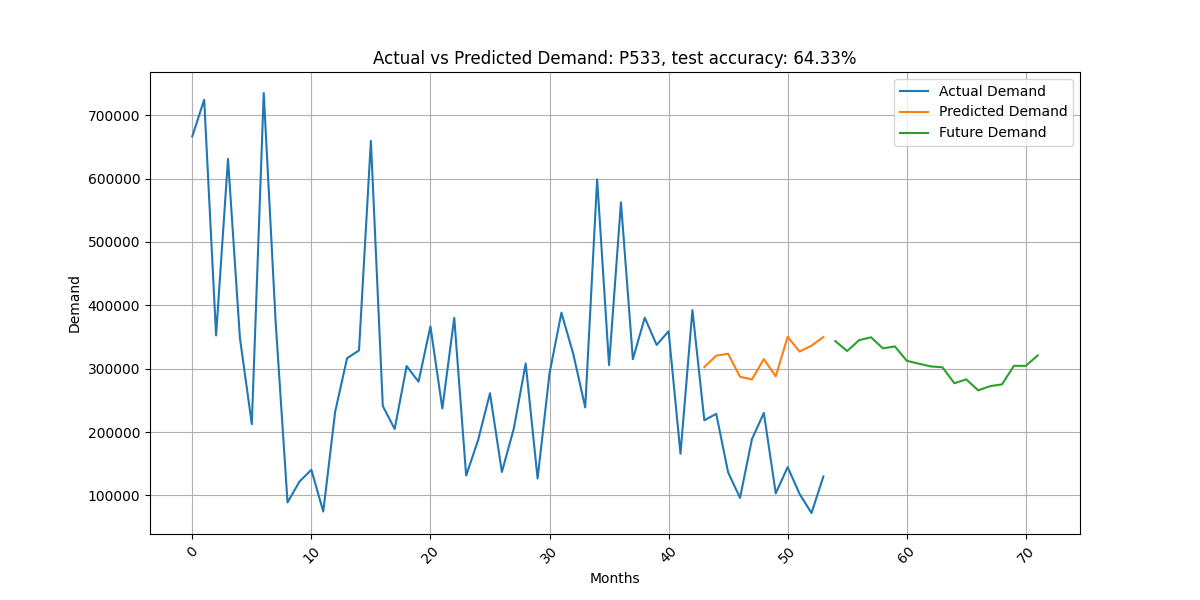 Actual vs Predicted Demand: P533, test accuracy: 64.33%
Actual Demand
Predicted Demand
Future Demand
700000
600000
500000
400000
300000
200000
100000
Demand
0
10
20
30
40
50
60
70
Months